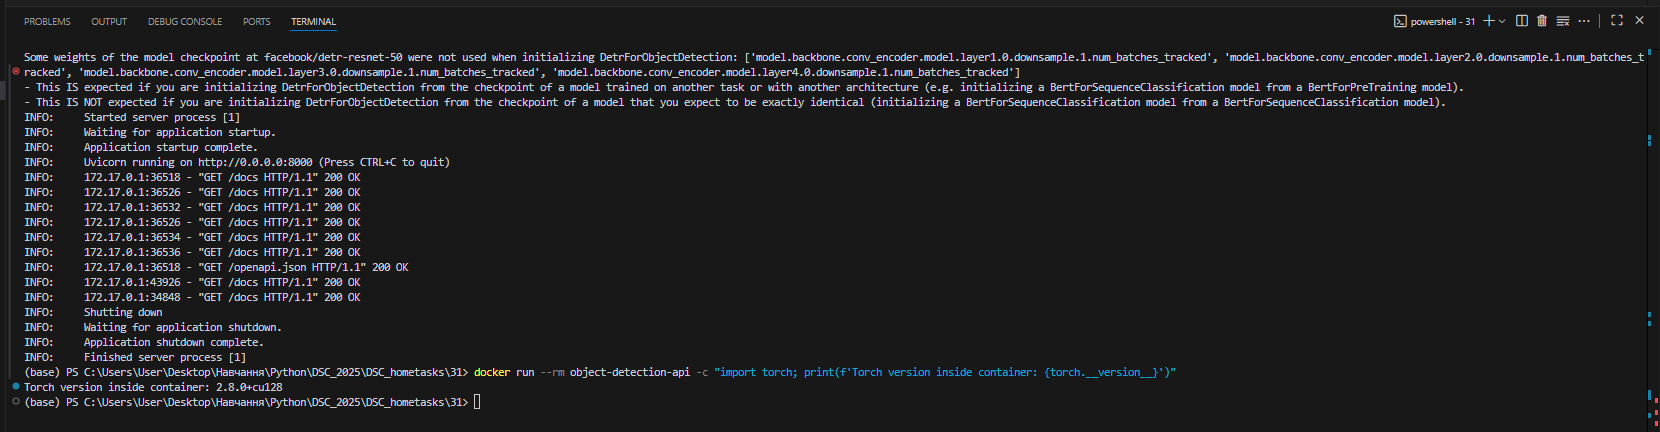 PROBLEMS OUTPUT DEBUG CONSOLE PORTS TERMINAL powershell - 31
Some weights of the model checkpoint at facebook/detr-resnet-50 were not used when initializing DetrForObjectDetection: ['model.backbone.conv_encoder.model.layer1.0.downsample.1.num_batches_tracked', 'model.backbone.conv_encoder.model.layer2.0.downsample.1.num_batches_t
racked', 'model.backbone.conv_encoder.model.layer3.0.downsample.1.num_batches_tracked', 'model.backbone.conv_encoder.model.layer4.0.downsample.1.num_batches_tracked']
- This IS expected if you are initializing DetrForObjectDetection from the checkpoint of a model trained on another task or with another architecture (e.g. initializing a BertForSequenceClassification model from a BertForPreTraining model).
- This IS NOT expected if you are initializing DetrForObjectDetection from the checkpoint of a model that you expect to be exactly identical (initializing a BertForSequenceClassification model from a BertForSequenceClassification model).
INFO: Started server process [1]
INFO: Waiting for application startup.
INFO: Application startup complete.
INFO: Uvicorn running on http://0.0.0.0:8000 (Press CTRL+C to quit)
INFO: 172.17.0.1:36518 - "GET /docs HTTP/1.1" 200 OK
INFO: 172.17.0.1:36526 - "GET /docs HTTP/1.1" 200 OK
INFO: 172.17.0.1:36532 - "GET /docs HTTP/1.1" 200 OK
INFO: 172.17.0.1:36526 - "GET /docs HTTP/1.1" 200 OK
INFO: 172.17.0.1:36534 - "GET /docs HTTP/1.1" 200 OK
INFO: 172.17.0.1:36536 - "GET /docs HTTP/1.1" 200 OK
INFO: 172.17.0.1:36518 - "GET /openapi.json HTTP/1.1" 200 OK
INFO: 172.17.0.1:43926 - "GET /docs HTTP/1.1" 200 OK
INFO: 172.17.0.1:34848 - "GET /docs HTTP/1.1" 200 OK
INFO: Shutting down
INFO: Waiting for application shutdown.
INFO: Application shutdown complete.
INFO: Finished server process [1]
(base) PS C:\Users\User\Desktop\Навчання\Python\DSC_2025\DSC_hometasks\31> docker run --rm object-detection-api -c "import torch; print(f'Torch version inside container: {torch.__version__}')"
Torch version inside container: 2.8.0+cu128
(base) PS C:\Users\User\Desktop\Навчання\Python\DSC_2025\DSC_hometasks\31>